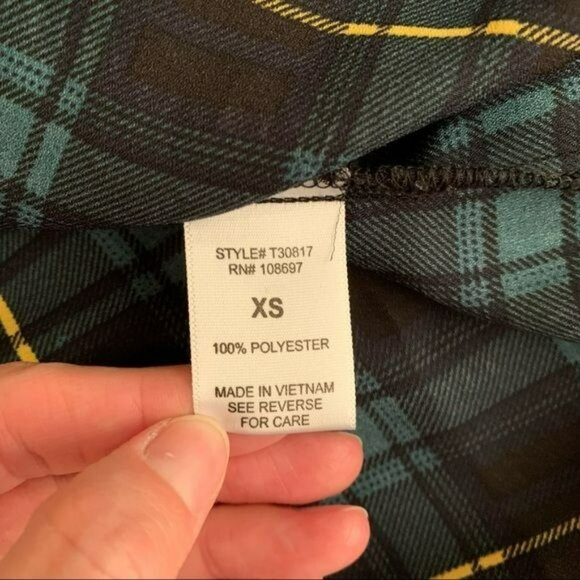 STYLE# T30817
RN# 108697
XS
100% POLYESTER
MADE IN VIETNAM
SEE REVERSE
FOR CARE